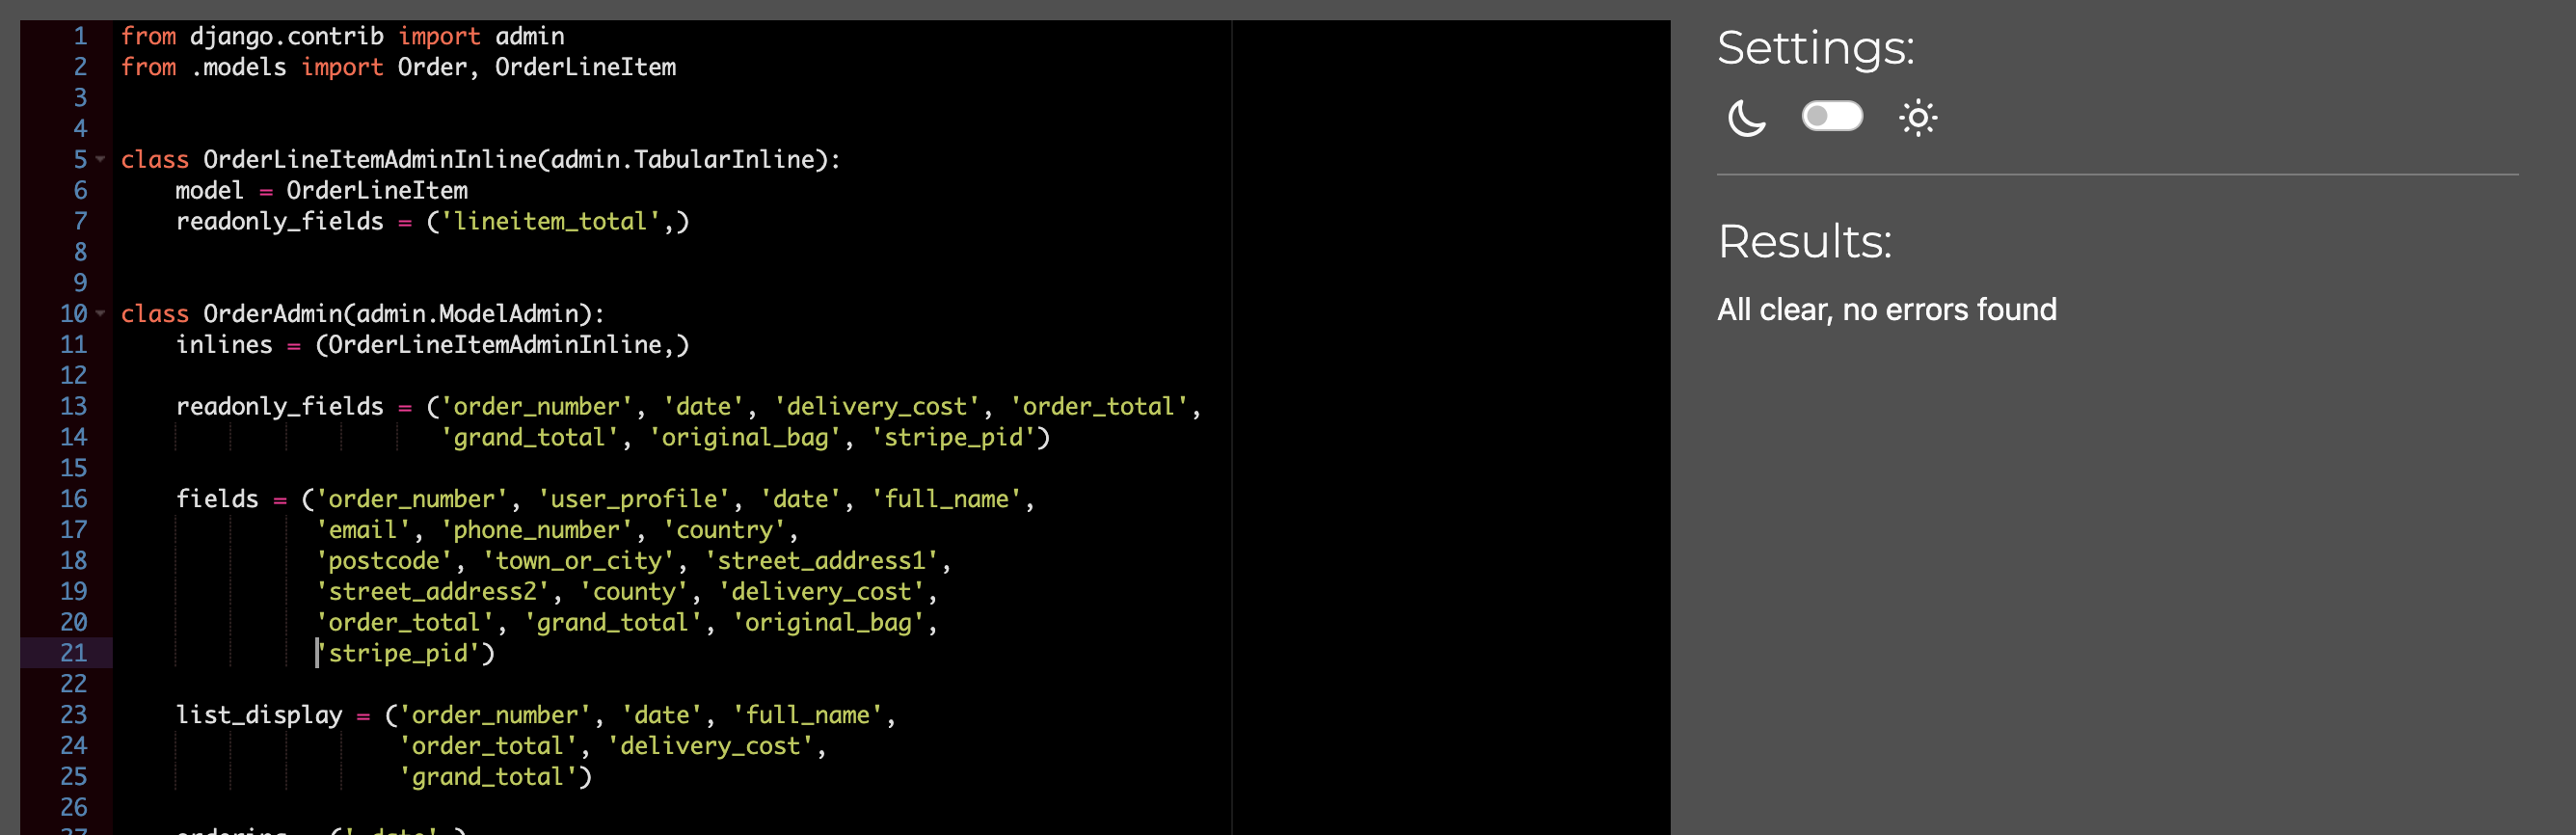 1 from django.contrib import admin
2 from .models import Order, OrderLineItem
3
4
5 class OrderLineItemAdminInline(admin.TabularInline):
6     model = OrderLineItem
7     readonly_fields = ('lineitem_total',)
8
9
10 class OrderAdmin(admin.ModelAdmin):
11     inlines = (OrderLineItemAdminInline,)
12
13     readonly_fields = ('order_number', 'date', 'delivery_cost', 'order_total',
14                        'grand_total', 'original_bag', 'stripe_pid')
15
16     fields = ('order_number', 'user_profile', 'date', 'full_name',
17               'email', 'phone_number', 'country',
18               'postcode', 'town_or_city', 'street_address1',
19               'street_address2', 'county', 'delivery_cost',
20               'order_total', 'grand_total', 'original_bag',
21               'stripe_pid')
22
23     list_display = ('order_number', 'date', 'full_name',
24                     'order_total', 'delivery_cost',
25                     'grand_total')
26
Settings:
Results:
All clear, no errors found